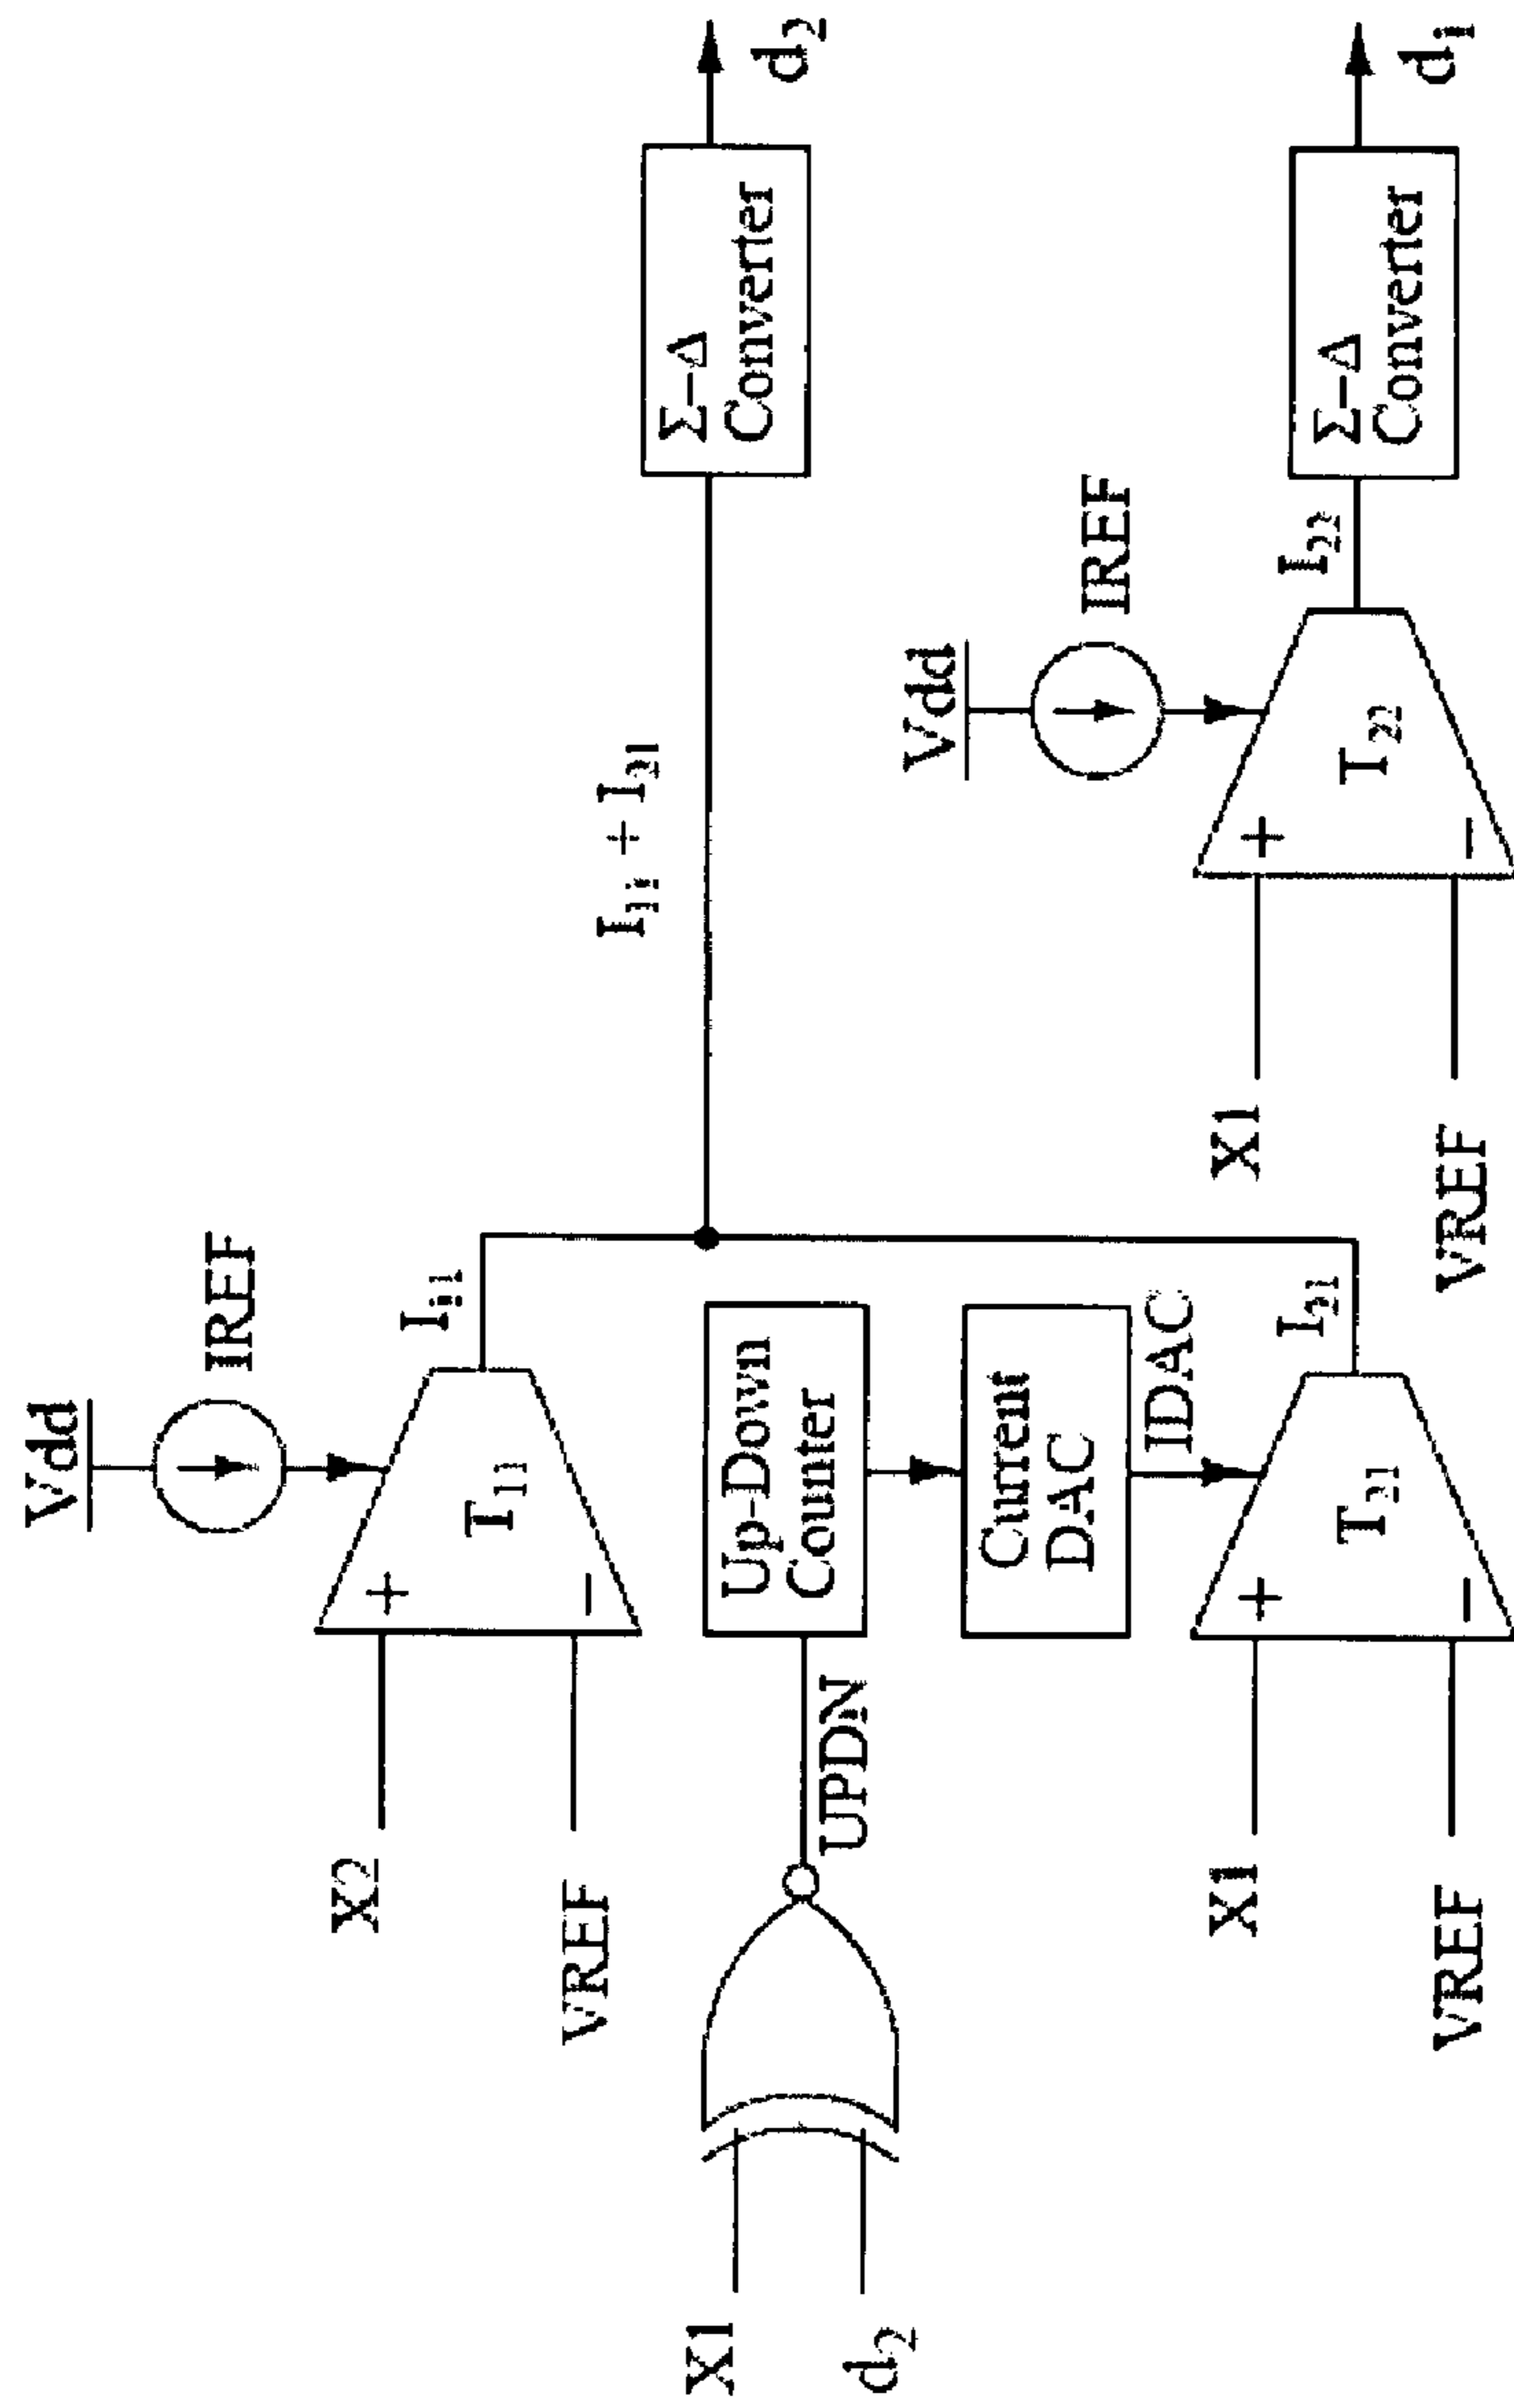 Vdd
IREF
X2
+
T₁₁
I₁₁
VREF
−
I₁₁ + I₂₁
Σ–Δ
Converter
d₂
X1
d₂
UPDN
Up-Down
Counter
Current
DAC
IDAC
X1
+
T₂₁
I₂₁
VREF
−
Vdd
IREF
X1
+
T₂₂
I₂₂
VREF
−
Σ–Δ
Converter
d₁